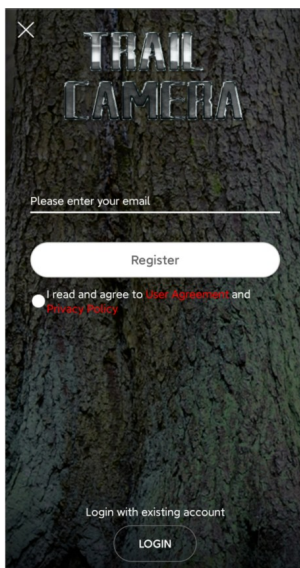 TRAIL
CAMERA
Please enter your email
Register
I read and agree to User Agreement and
Privacy Policy
Login with existing account
LOGIN